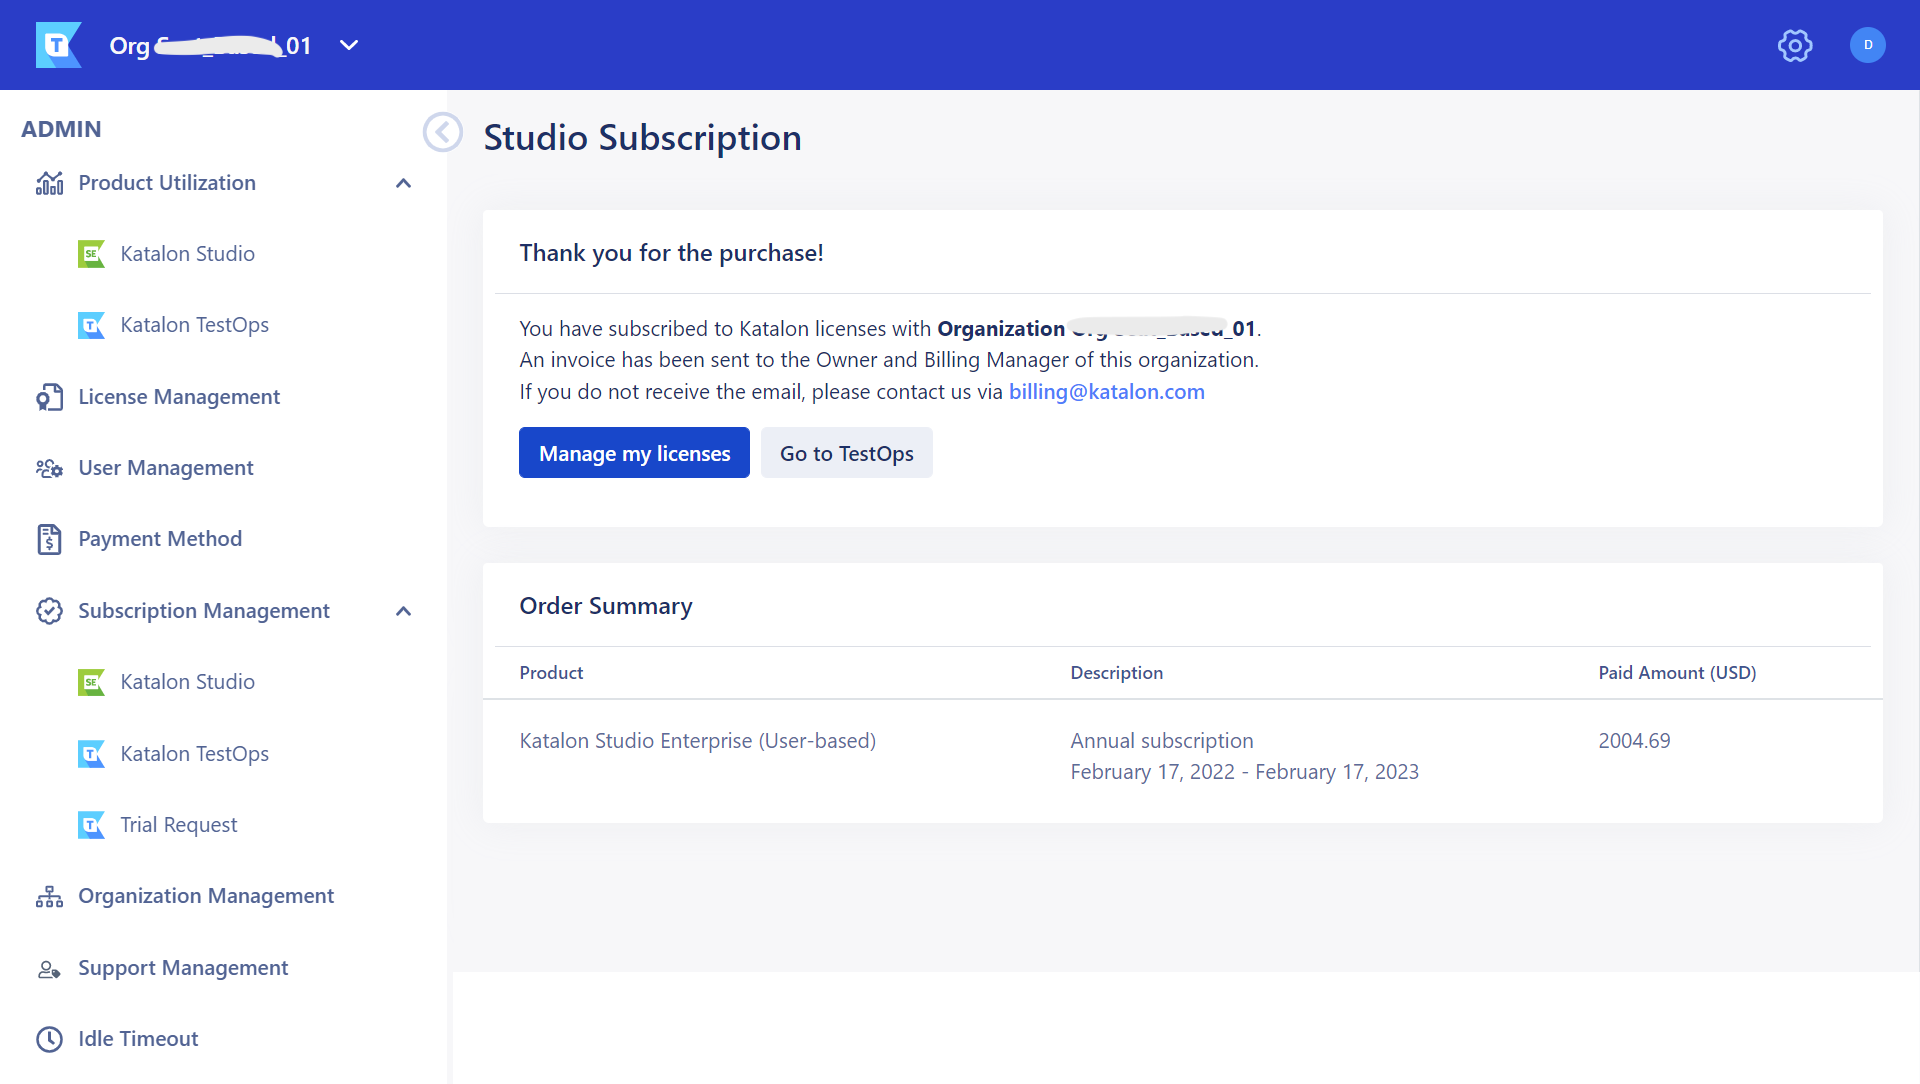 Org _01
D
ADMIN
Studio Subscription
Product Utilization
Katalon Studio
Katalon TestOps
License Management
User Management
Payment Method
Subscription Management
Katalon Studio
Katalon TestOps
Trial Request
Organization Management
Support Management
Idle Timeout
Thank you for the purchase!
You have subscribed to Katalon licenses with Organization _01.
An invoice has been sent to the Owner and Billing Manager of this organization.
If you do not receive the email, please contact us via billing@katalon.com
Manage my licenses Go to TestOps
Order Summary
Product Description Paid Amount (USD)
Katalon Studio Enterprise (User-based) Annual subscription 2004.69
February 17, 2022 - February 17, 2023